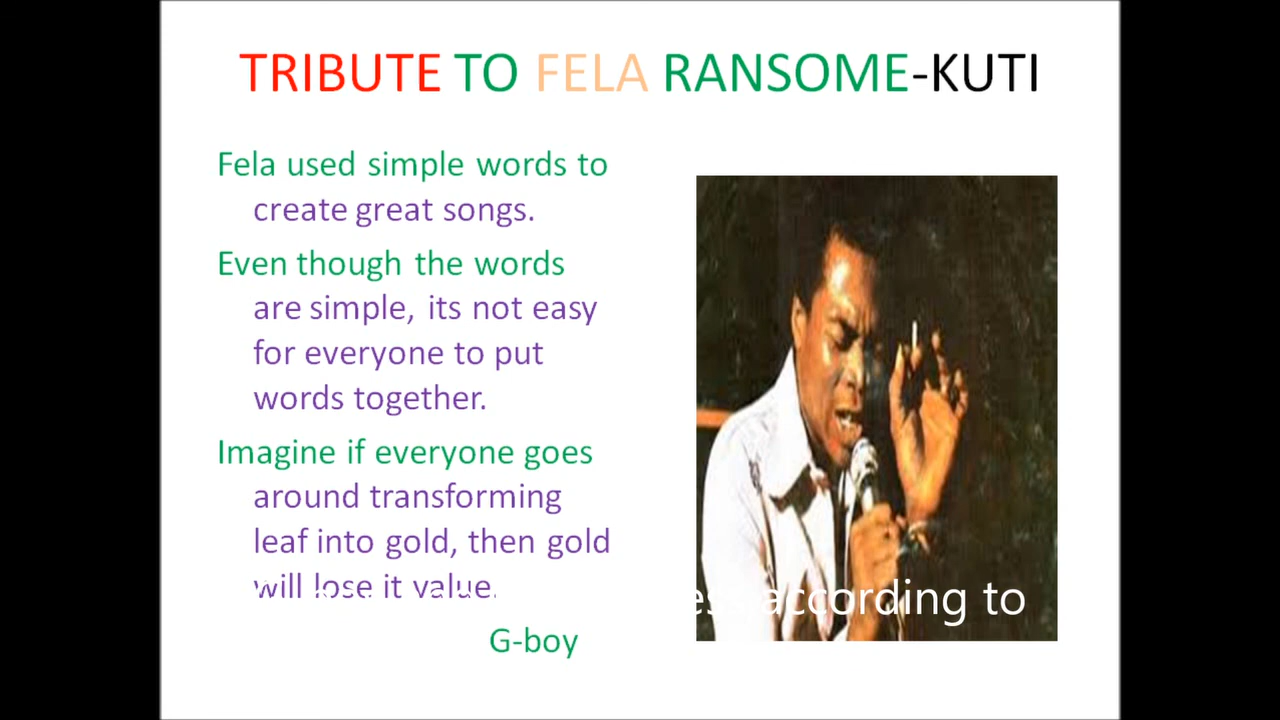 TRIBUTE TO FELA RANSOME-KUTI
Fela used simple words to
create great songs.
Even though the words
are simple, its not easy
for everyone to put
words together.
Imagine if everyone goes
around transforming
leaf into gold, then gold
will lose it value.
according to
G-boy